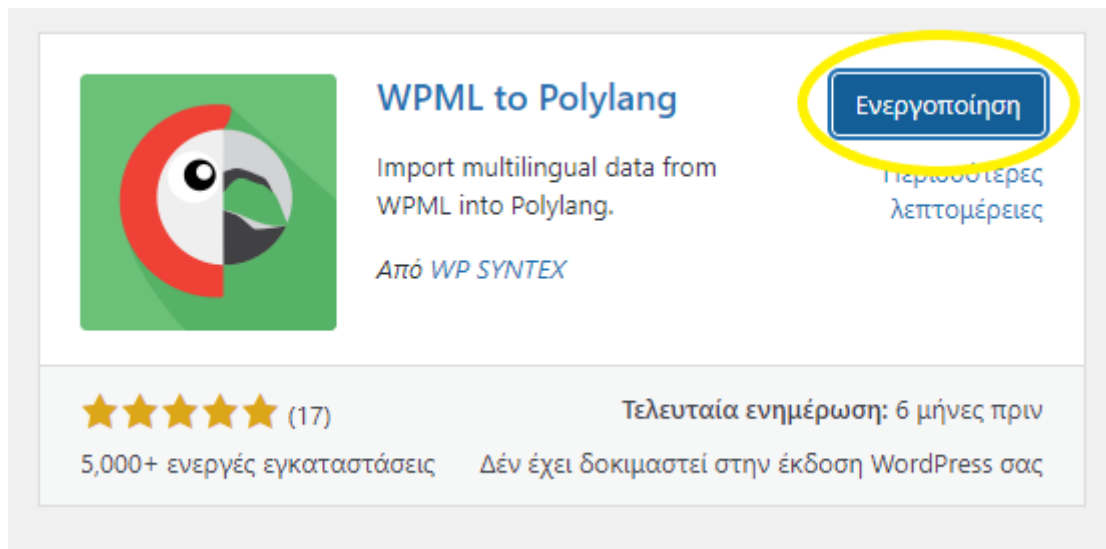 WPML to Polylang
Ενεργοποίηση
Import multilingual data from
WPML into Polylang.
Από WP SYNTEX
Περισσότερες
λεπτομέρειες
(17)
Τελευταία ενημέρωση: 6 μήνες πριν
5,000+ ενεργές εγκαταστάσεις
Δέν έχει δοκιμαστεί στην έκδοση WordPress σας